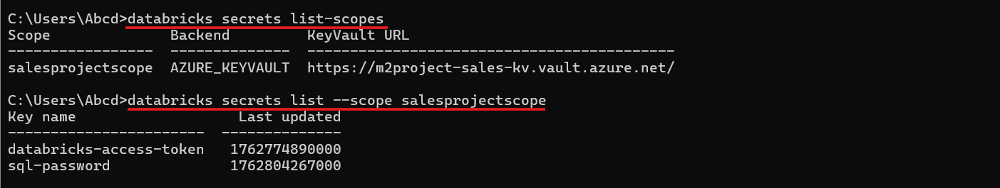 C:\Users\Abcd>databricks secrets list-scopes
Scope              Backend         KeyVault URL
-----------------  --------------  -------------------------------------------
salesprojectscope  AZURE_KEYVAULT  https://m2project-sales-kv.vault.azure.net/
C:\Users\Abcd>databricks secrets list --scope salesprojectscope
Key name                   Last updated
-----------------------  --------------
databricks-access-token   1762774890000
sql-password              1762804267000